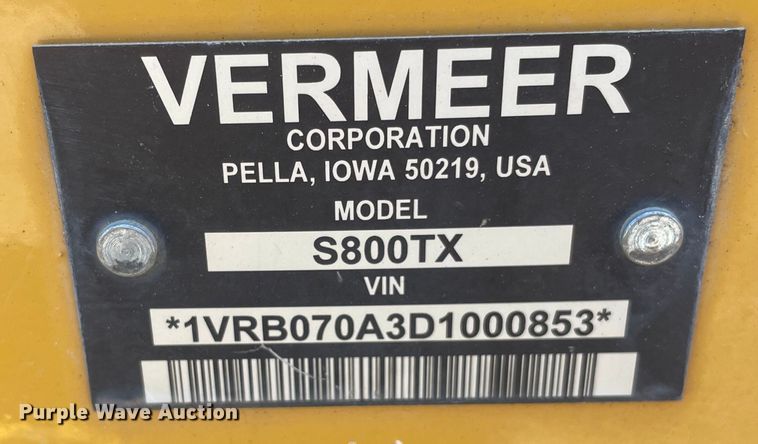 VERMEER
CORPORATION
PELLA, IOWA 50219, USA
MODEL
S800TX
VIN
*1VRB070A3D1000853*
Purple Wave Auction